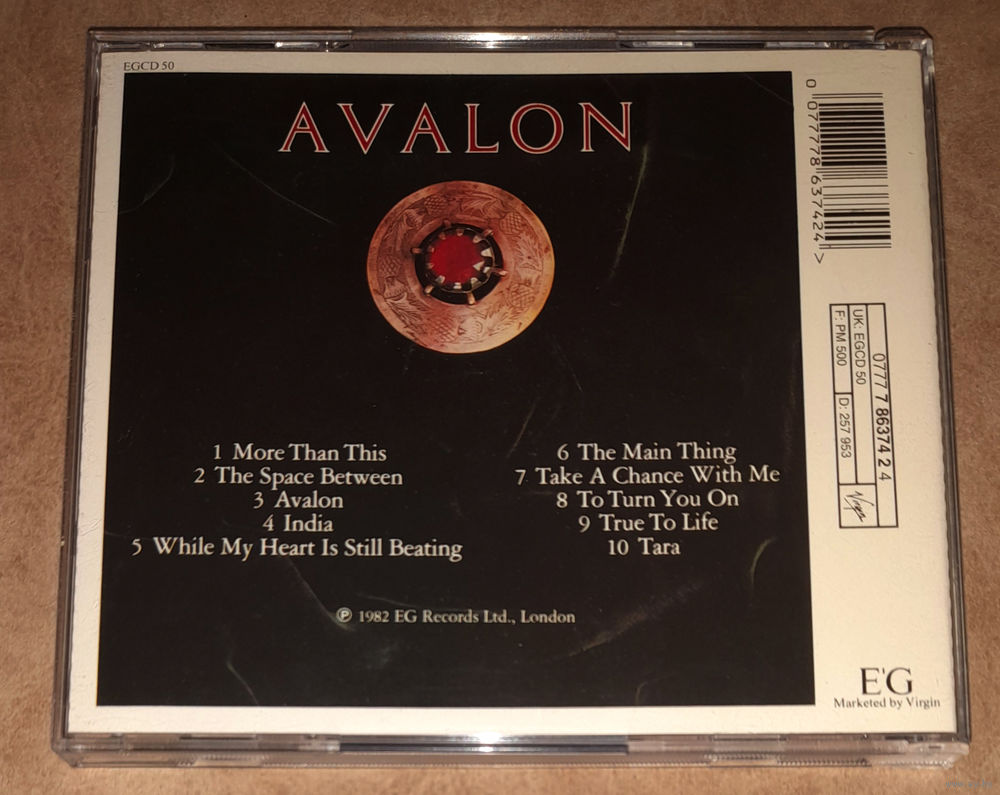 EGCD 50
AVALON
1 More Than This
2 The Space Between
3 Avalon
4 India
5 While My Heart Is Still Beating
6 The Main Thing
7 Take A Chance With Me
8 To Turn You On
9 True To Life
10 Tara
℗ 1982 EG Records Ltd., London
0 077778 637424 >
0777 7 86374 2 4
UK: EGCD 50
F: PM 500
D: 257 953
Virgin
E'G
Marketed by Virgin